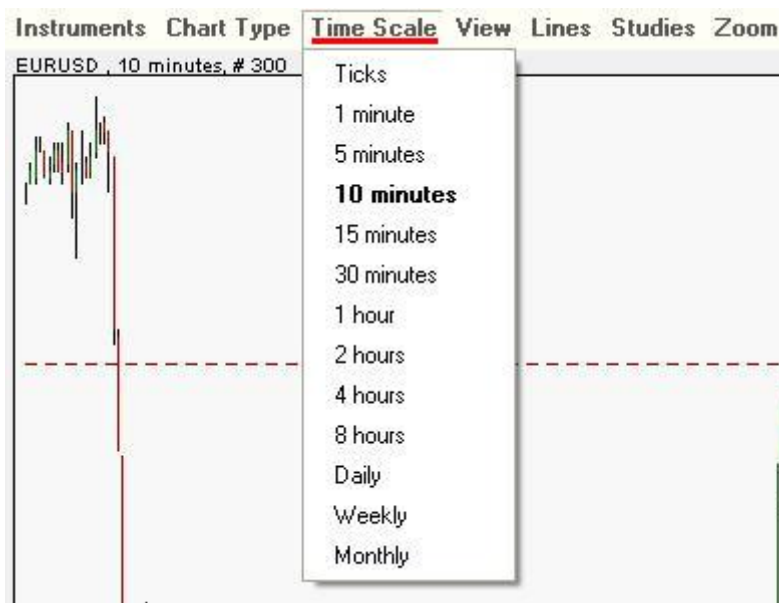 Instruments Chart Type Time Scale View Lines Studies Zoom
EURUSD , 10 minutes, # 300
Ticks
1 minute
5 minutes
10 minutes
15 minutes
30 minutes
1 hour
2 hours
4 hours
8 hours
Daily
Weekly
Monthly